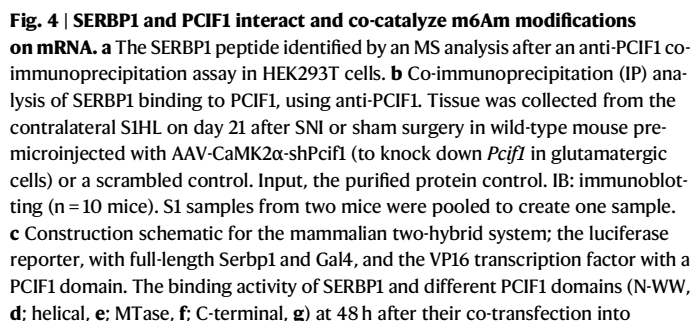 Fig. 4 | SERBP1 and PCIF1 interact and co-catalyze m6Am modifications
on mRNA. a The SERBP1 peptide identified by an MS analysis after an anti-PCIF1 co-
immunoprecipitation assay in HEK293T cells. b Co-immunoprecipitation (IP) ana-
lysis of SERBP1 binding to PCIF1, using anti-PCIF1. Tissue was collected from the
contralateral S1HL on day 21 after SNI or sham surgery in wild-type mouse pre-
microinjected with AAV-CaMK2α-shPcif1 (to knock down Pcif1 in glutamatergic
cells) or a scrambled control. Input, the purified protein control. IB: immunoblot-
ting (n = 10 mice). S1 samples from two mice were pooled to create one sample.
c Construction schematic for the mammalian two-hybrid system; the luciferase
reporter, with full-length Serbp1 and Gal4, and the VP16 transcription factor with a
PCIF1 domain. The binding activity of SERBP1 and different PCIF1 domains (N-WW,
d; helical, e; MTase, f; C-terminal, g) at 48 h after their co-transfection into